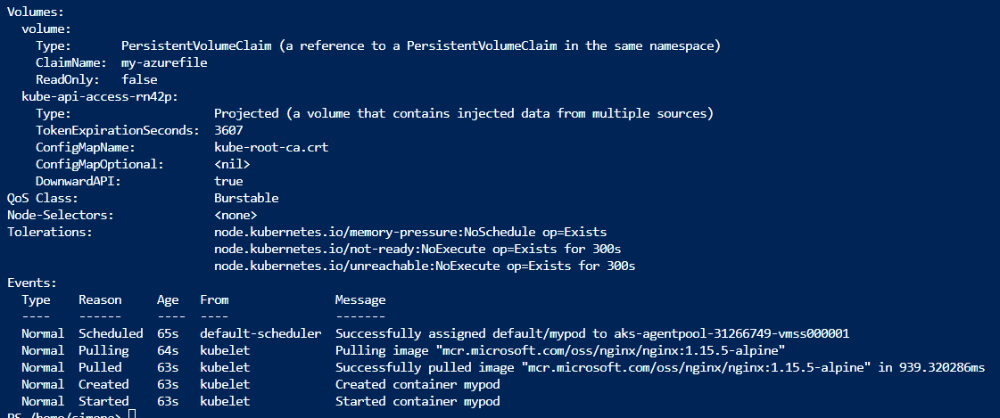 Volumes:
volume:
Type: PersistentVolumeClaim (a reference to a PersistentVolumeClaim in the same namespace)
ClaimName: my-azurefile
ReadOnly: false
kube-api-access-rn42p:
Type: Projected (a volume that contains injected data from multiple sources)
TokenExpirationSeconds: 3607
ConfigMapName: kube-root-ca.crt
ConfigMapOptional: <nil>
DownwardAPI: true
QoS Class: Burstable
Node-Selectors: <none>
Tolerations: node.kubernetes.io/memory-pressure:NoSchedule op=Exists
node.kubernetes.io/not-ready:NoExecute op=Exists for 300s
node.kubernetes.io/unreachable:NoExecute op=Exists for 300s
Events:
Type Reason Age From Message
---- ------ ---- ---- -------
Normal Scheduled 65s default-scheduler Successfully assigned default/mypod to aks-agentpool-31266749-vmss000001
Normal Pulling 64s kubelet Pulling image "mcr.microsoft.com/oss/nginx/nginx:1.15.5-alpine"
Normal Pulled 63s kubelet Successfully pulled image "mcr.microsoft.com/oss/nginx/nginx:1.15.5-alpine" in 939.320286ms
Normal Created 63s kubelet Created container mypod
Normal Started 63s kubelet Started container mypod